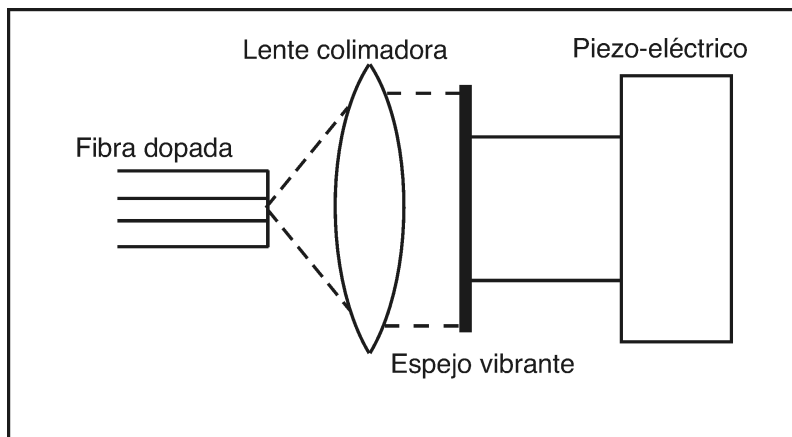 Lente colimadora
Piezo-eléctrico
Fibra dopada
Espejo vibrante